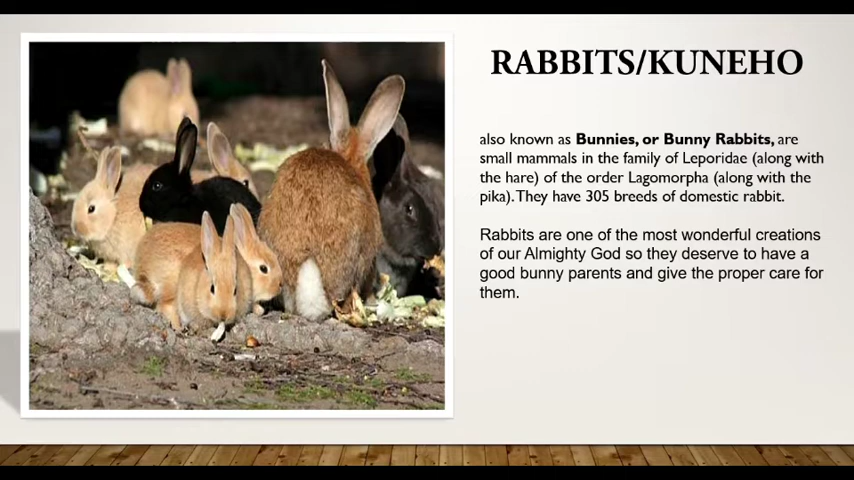 RABBITS/KUNEHO
also known as Bunnies, or Bunny Rabbits, are
small mammals in the family of Leporidae (along with
the hare) of the order Lagomorpha (along with the
pika). They have 305 breeds of domestic rabbit.
Rabbits are one of the most wonderful creations
of our Almighty God so they deserve to have a
good bunny parents and give the proper care for
them.